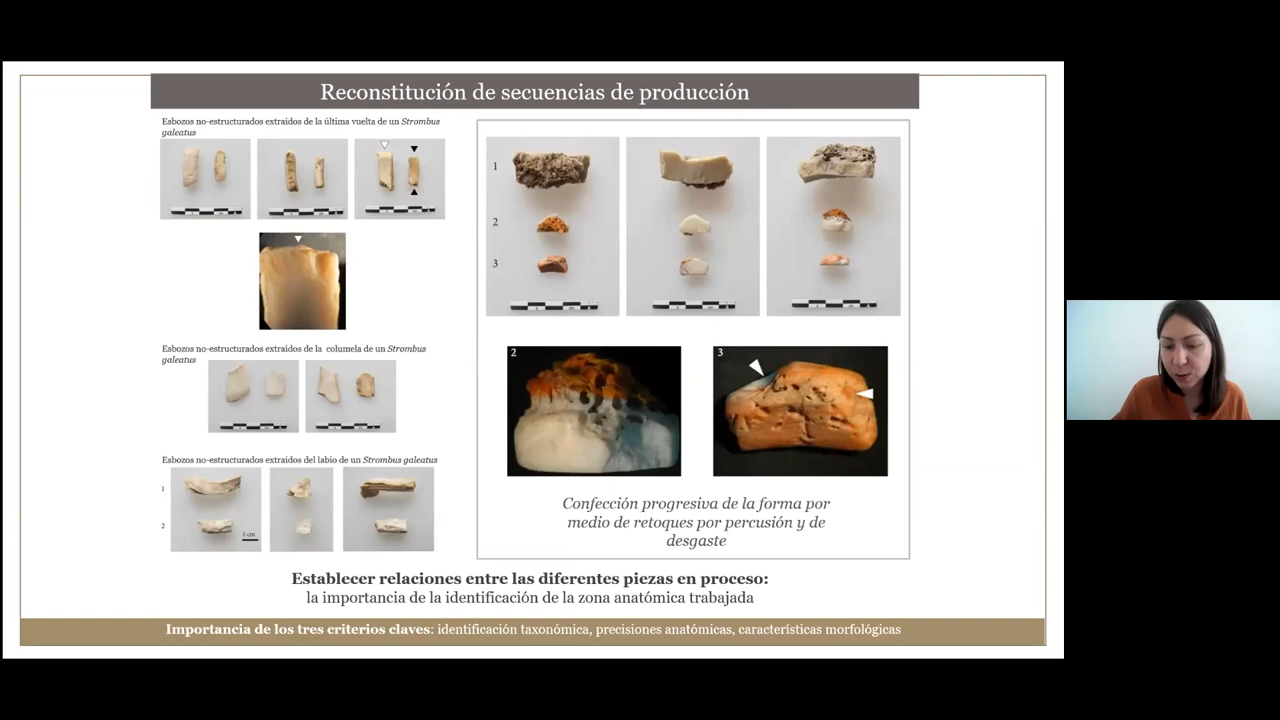 Reconstitución de secuencias de producción
Esbozos no-estructurados extraídos de la última vuelta de un Strombus
galeatus
Esbozos no-estructurados extraídos de la columela de un Strombus
galeatus
Esbozos no-estructurados extraídos del labio de un Strombus galeatus
1
2
1 cm
1
2
3
2
3
Confección progresiva de la forma por
medio de retoques por percusión y de
desgaste
Establecer relaciones entre las diferentes piezas en proceso:
la importancia de la identificación de la zona anatómica trabajada
Importancia de los tres criterios claves: identificación taxonómica, precisiones anatómicas, características morfológicas